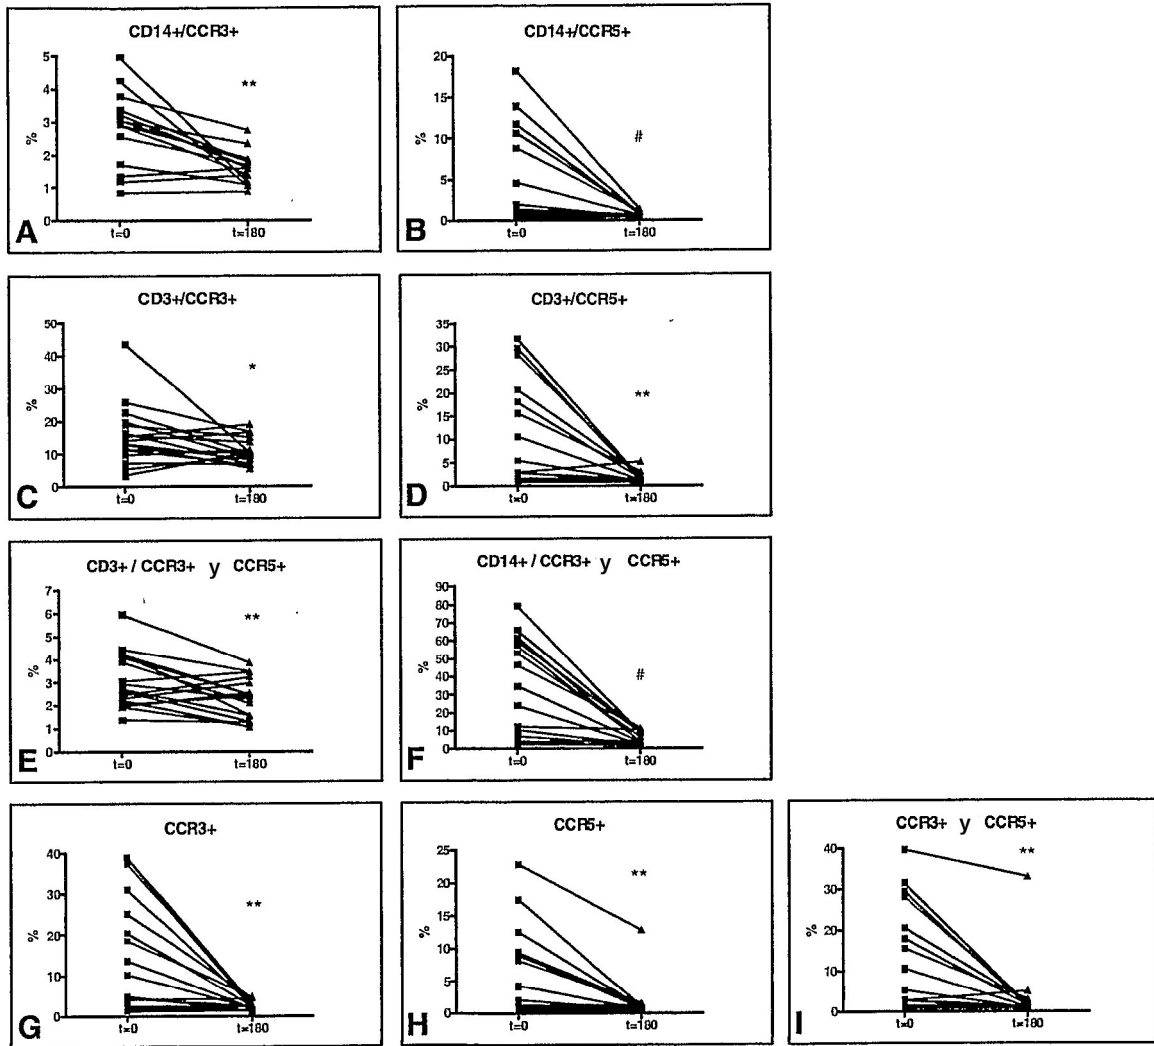 CD14+/CCR3+
5
4
3
2
1
0
%
**
t=0
t=180
A
CD14+/CCR5+
20
15
10
5
0
%
#
t=0
t=180
B
CD3+/CCR3+
50
40
30
20
10
0
%
*
t=0
t=180
C
CD3+/CCR5+
35
30
25
20
15
10
5
0
%
**
t=0
t=180
D
CD3+ / CCR3+ y CCR5+
7
6
5
4
3
2
1
0
%
**
t=0
t=180
E
CD14+ / CCR3+ y CCR5+
90
80
70
60
50
40
30
20
10
0
%
#
t=0
t=180
F
CCR3+
40
30
20
10
0
%
**
t=0
t=180
G
CCR5+
25
20
15
10
5
0
%
**
t=0
t=180
H
CCR3+ y CCR5+
40
30
20
10
0
%
**
t=0
t=180
I